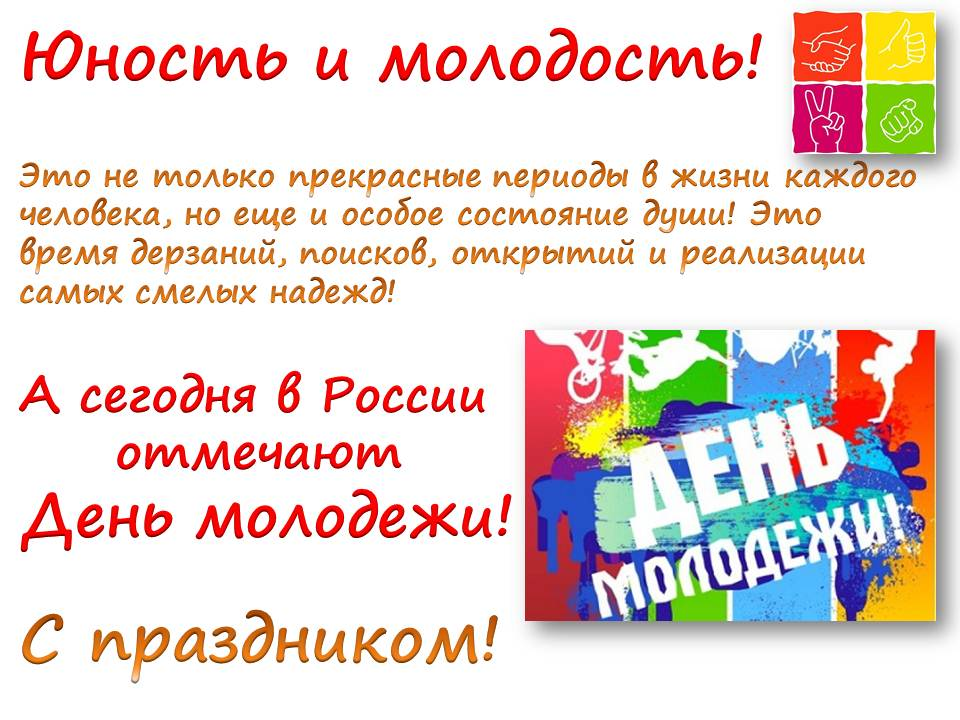 Юность и молодость!
Это не только прекрасные периоды в жизни каждого
человека, но еще и особое состояние души! Это
время дерзаний, поисков, открытий и реализации
самых смелых надежд!
А сегодня в России
отмечают
День молодежи!
ДЕНЬ
МОЛОДЕЖИ!
С праздником!